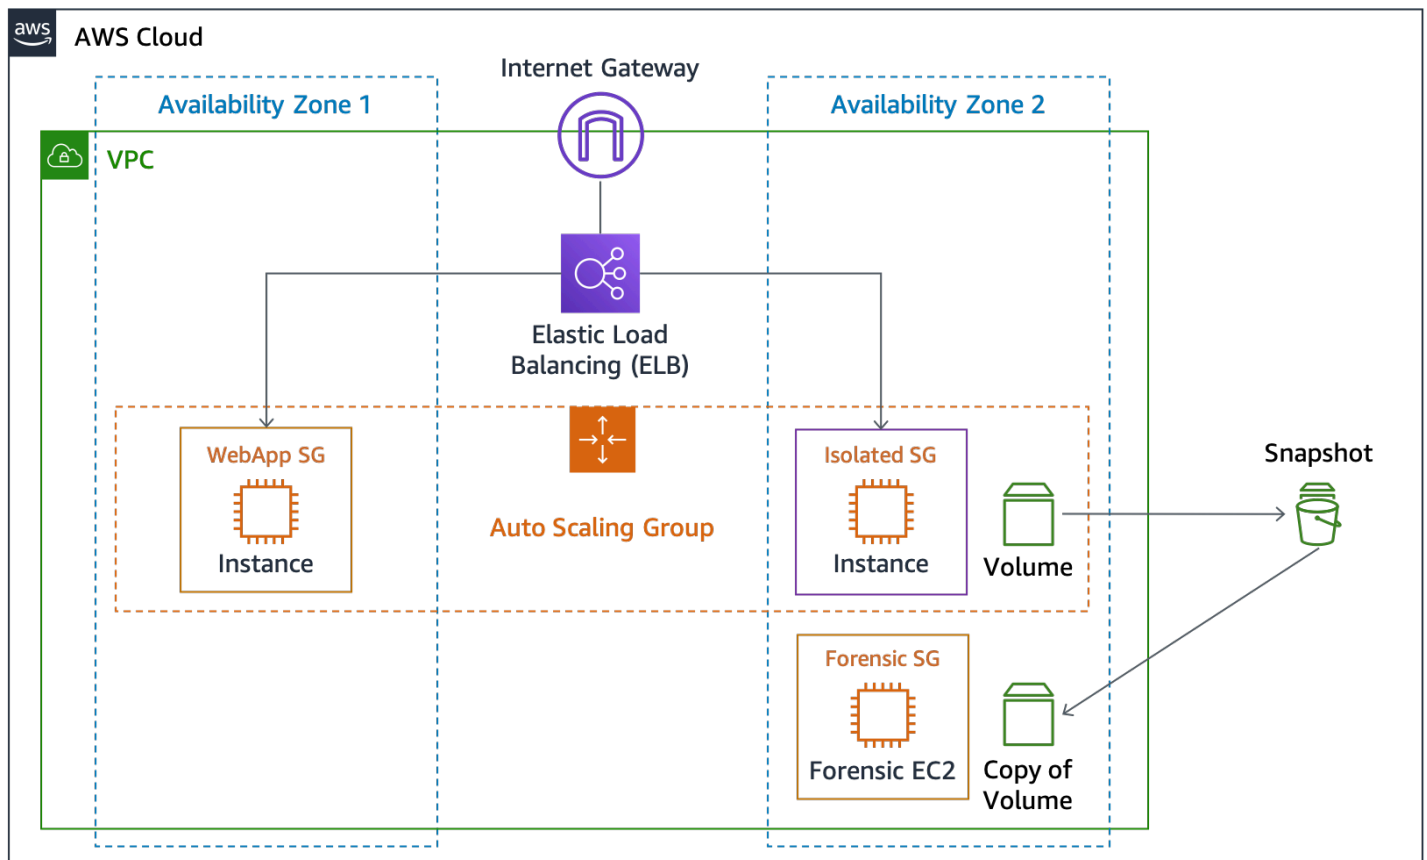 aws
AWS Cloud
Internet Gateway
Availability Zone 1
Availability Zone 2
VPC
Elastic Load
Balancing (ELB)
WebApp SG
Instance
Auto Scaling Group
Isolated SG
Instance
Volume
Snapshot
Forensic SG
Forensic EC2
Copy of
Volume